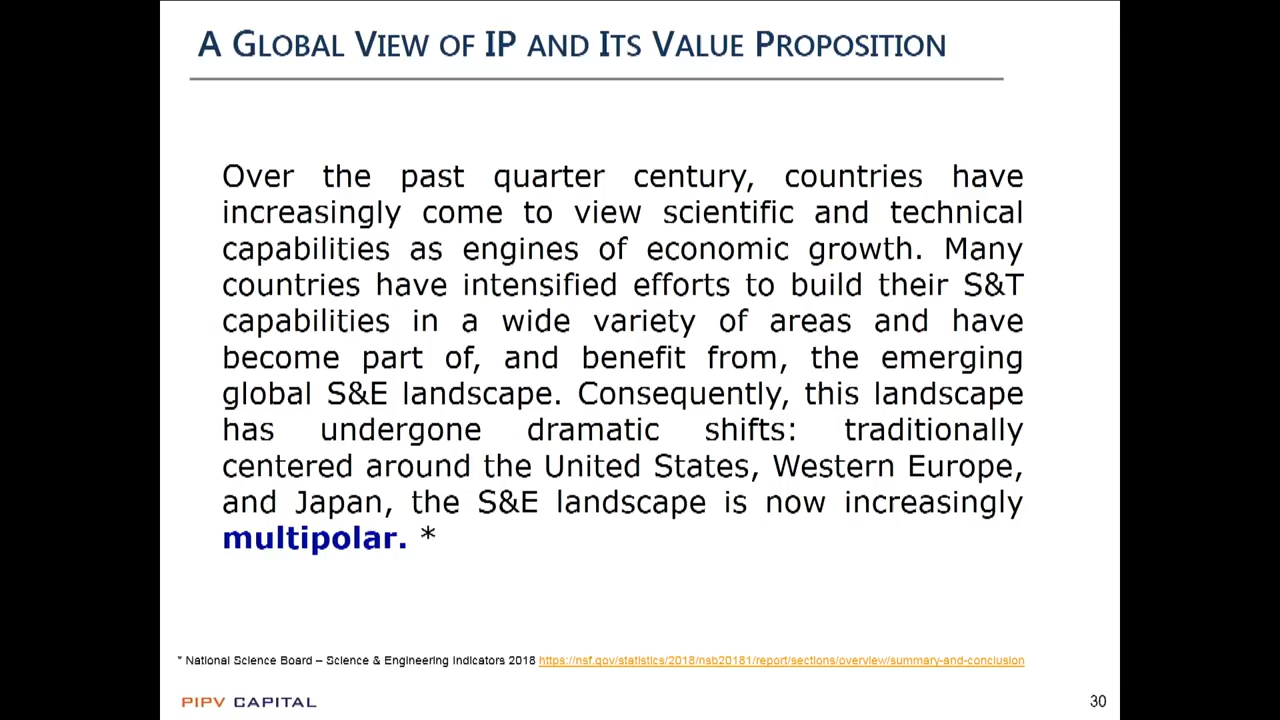 A GLOBAL VIEW OF IP AND ITS VALUE PROPOSITION
Over the past quarter century, countries have
increasingly come to view scientific and technical
capabilities as engines of economic growth. Many
countries have intensified efforts to build their S&T
capabilities in a wide variety of areas and have
become part of, and benefit from, the emerging
global S&E landscape. Consequently, this landscape
has undergone dramatic shifts: traditionally
centered around the United States, Western Europe,
and Japan, the S&E landscape is now increasingly
multipolar. *
* National Science Board – Science & Engineering Indicators 2018 https://nsf.gov/statistics/2018/nsb20181/report/sections/overview/summary-and-conclusion
PIPV CAPITAL
30